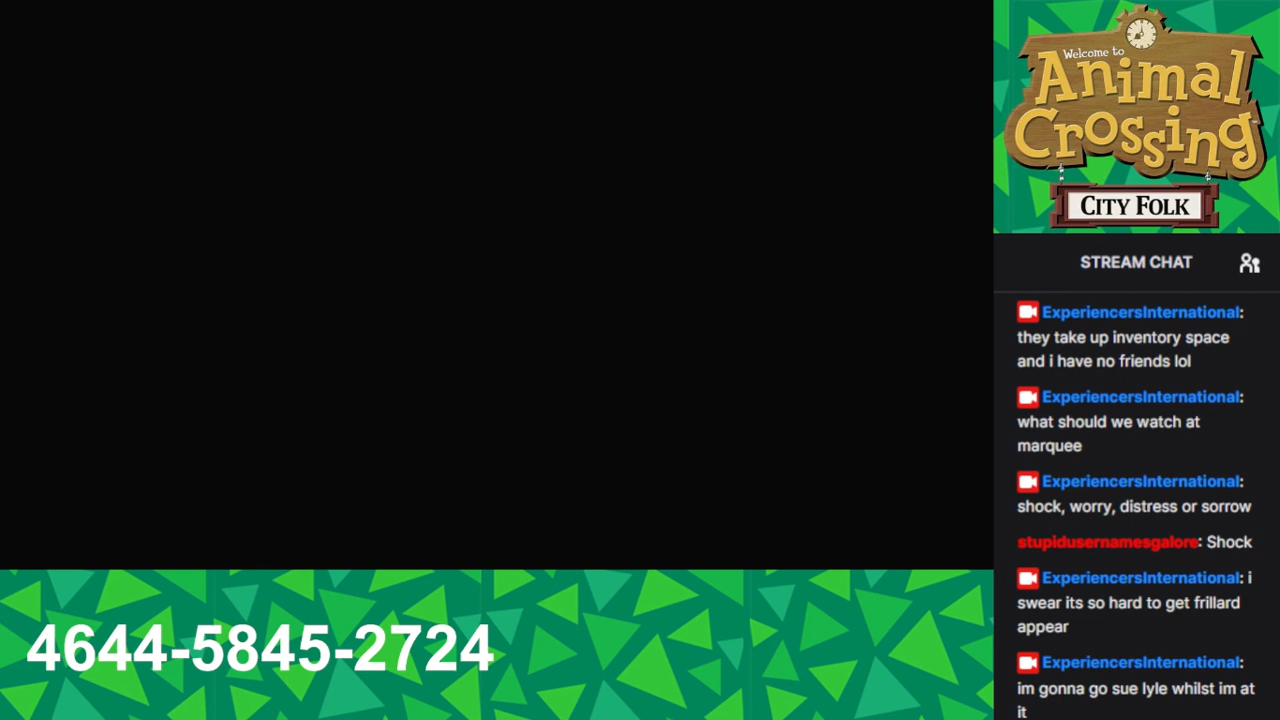 Welcome to
Animal
Crossing
CITY FOLK
STREAM CHAT
ExperiencersInternational:
they take up inventory space
and i have no friends lol
ExperiencersInternational:
what should we watch at
marquee
ExperiencersInternational:
shock, worry, distress or sorrow
stupidusernamesgalore: Shock
ExperiencersInternational: i
swear its so hard to get frillard
appear
ExperiencersInternational:
im gonna go sue lyle whilst im at
it
4644-5845-2724